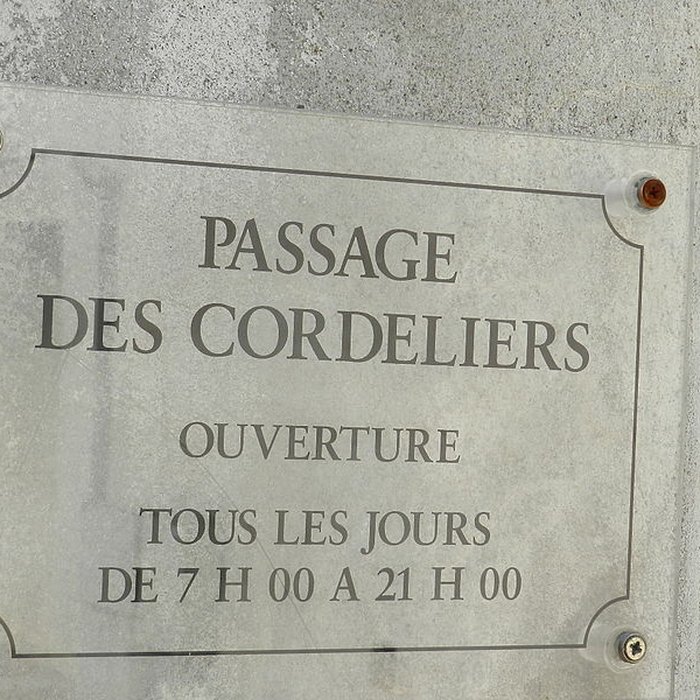 PASSAGE
DES CORDELIERS
OUVERTURE
TOUS LES JOURS
DE 7 H 00 A 21 H 00